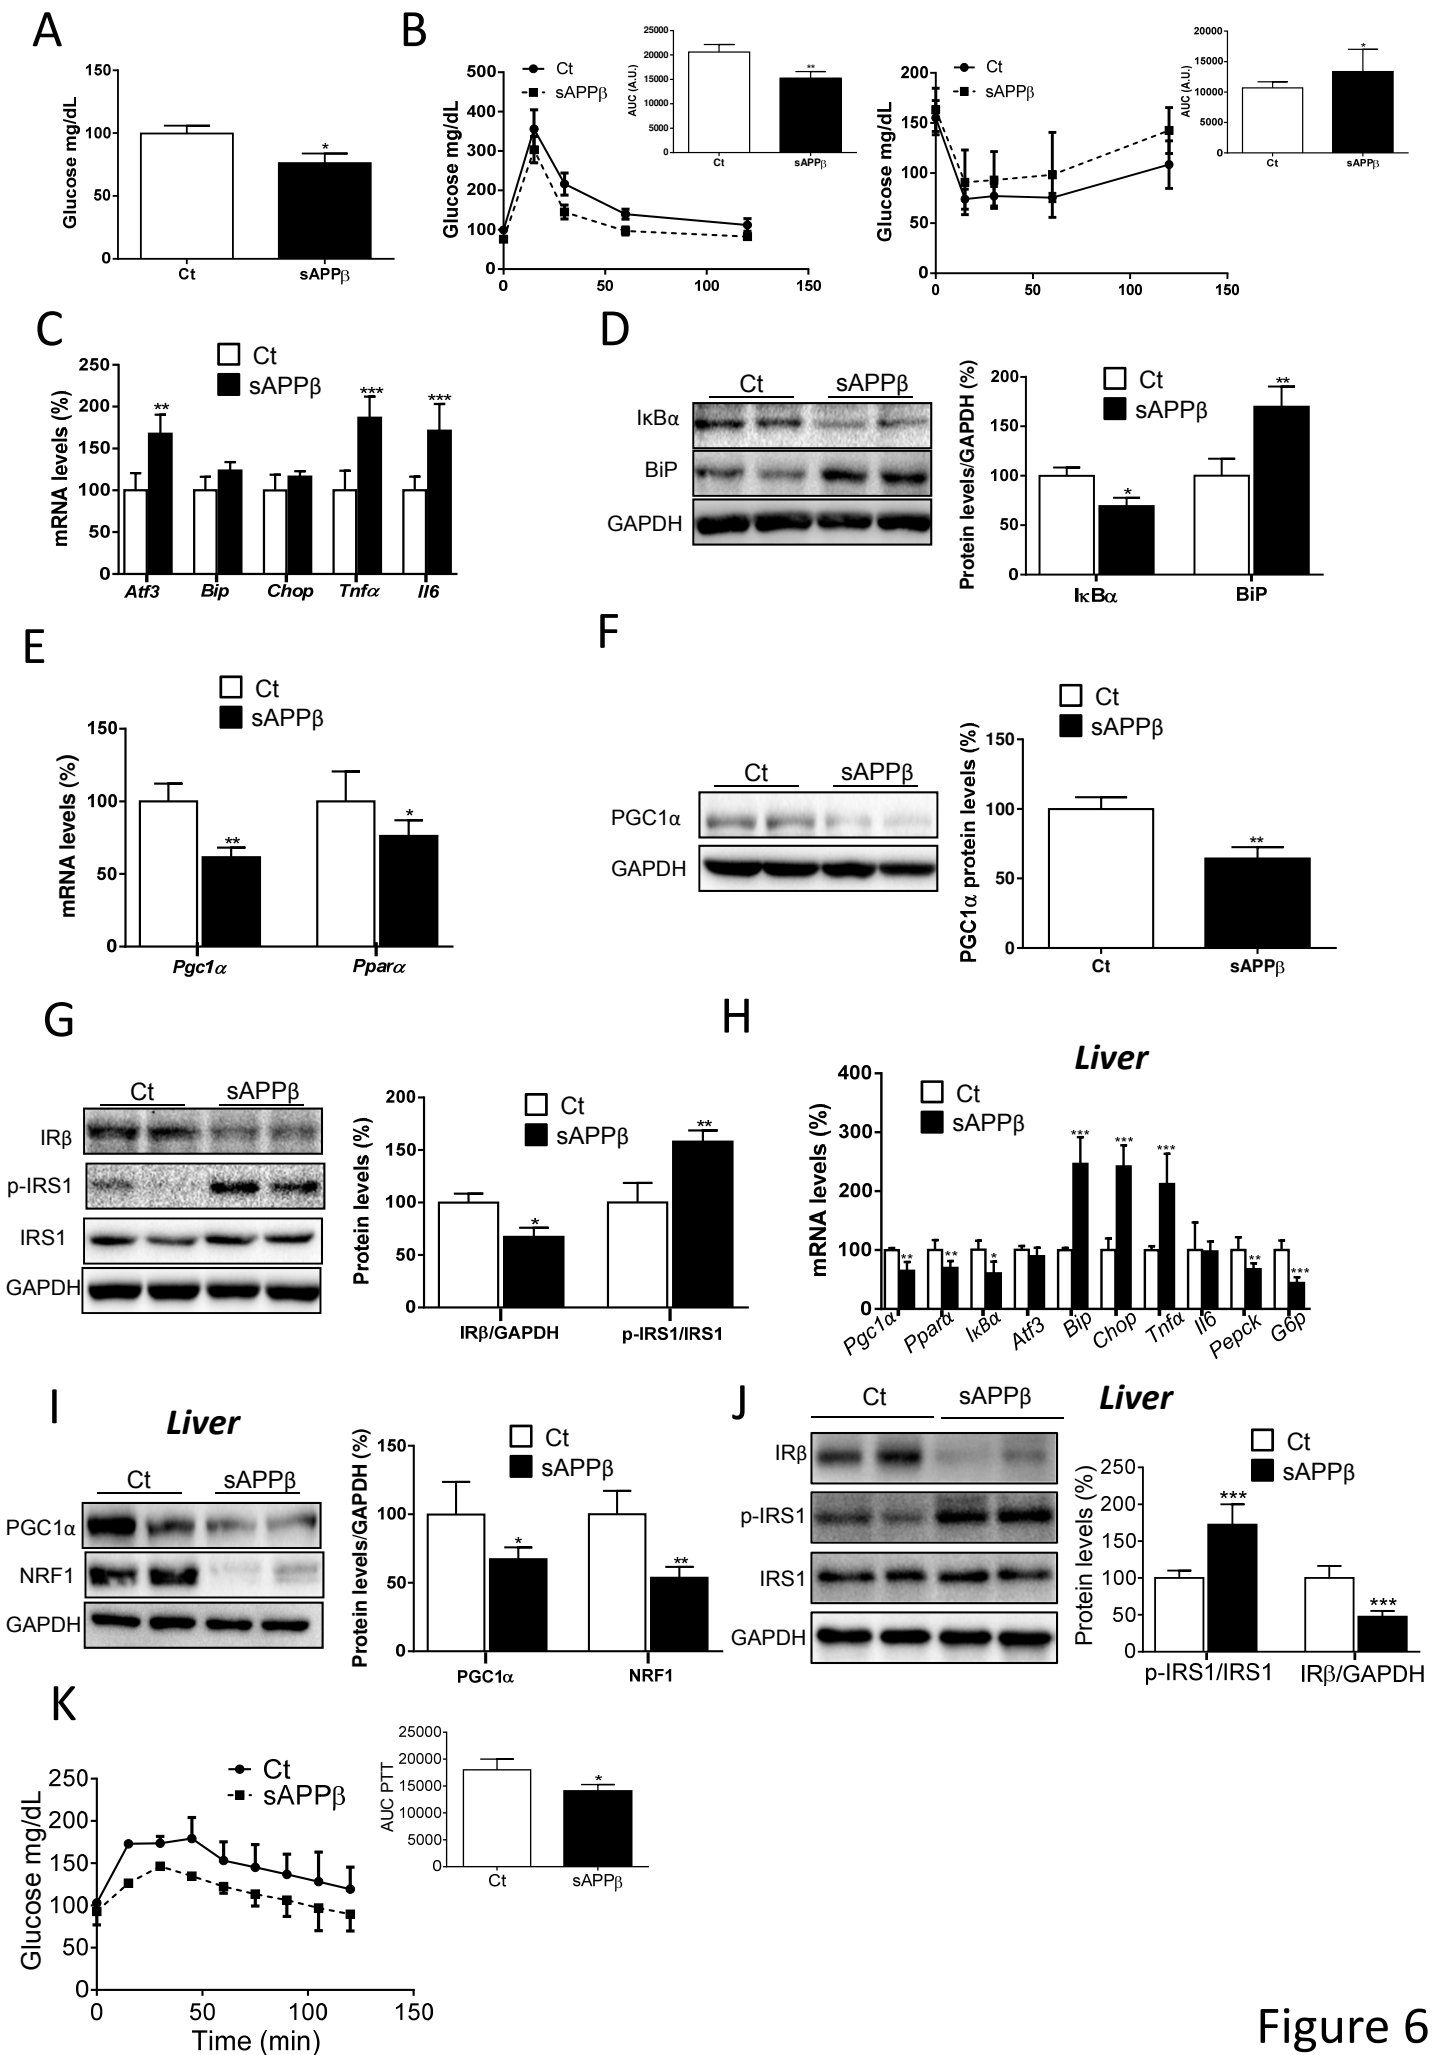 A
Glucose mg/dL
150
100
50
0
*
Ct
sAPPβ
B
Glucose mg/dL
500
400
300
200
100
0
0
50
100
150
Ct
sAPPβ
AUC (A.U.)
25000
20000
15000
10000
5000
0
**
Ct
sAPPβ
Glucose mg/dL
200
150
100
50
0
0
50
100
150
Ct
sAPPβ
AUC (A.U.)
20000
15000
10000
5000
0
*
Ct
sAPPβ
C
Ct
sAPPβ
mRNA levels (%)
250
200
150
100
50
0
**
***
***
Atf3
Bip
Chop
Tnfα
Il6
D
Ct
sAPPβ
IκBα
BiP
GAPDH
Protein levels/GAPDH (%)
200
150
100
50
0
Ct
sAPPβ
*
**
IκBα
BiP
E
Ct
sAPPβ
mRNA levels (%)
150
100
50
0
**
*
Pgc1α
Pparα
F
Ct
sAPPβ
PGC1α
GAPDH
Ct
sAPPβ
PGC1α protein levels (%)
150
100
50
0
**
Ct
sAPPβ
G
Ct
sAPPβ
IRβ
p-IRS1
IRS1
GAPDH
Protein levels (%)
200
150
100
50
0
Ct
sAPPβ
*
**
IRβ/GAPDH
p-IRS1/IRS1
H
Liver
mRNA levels (%)
400
300
200
100
0
Ct
sAPPβ
**
**
*
***
***
***
**
***
Pgc1α
Pparα
IκBα
Atf3
Bip
Chop
Tnfα
Il6
Pepck
G6p
I
Liver
Ct
sAPPβ
PGC1α
NRF1
GAPDH
Protein levels/GAPDH (%)
150
100
50
0
Ct
sAPPβ
*
**
PGC1α
NRF1
J
Liver
Ct
sAPPβ
IRβ
p-IRS1
IRS1
GAPDH
Protein levels (%)
250
200
150
100
50
0
Ct
sAPPβ
***
***
p-IRS1/IRS1
IRβ/GAPDH
K
Glucose mg/dL
250
200
150
100
50
0
0
50
100
150
Time (min)
Ct
sAPPβ
AUC PTT
25000
20000
15000
10000
5000
0
*
Ct
sAPPβ
Figure 6